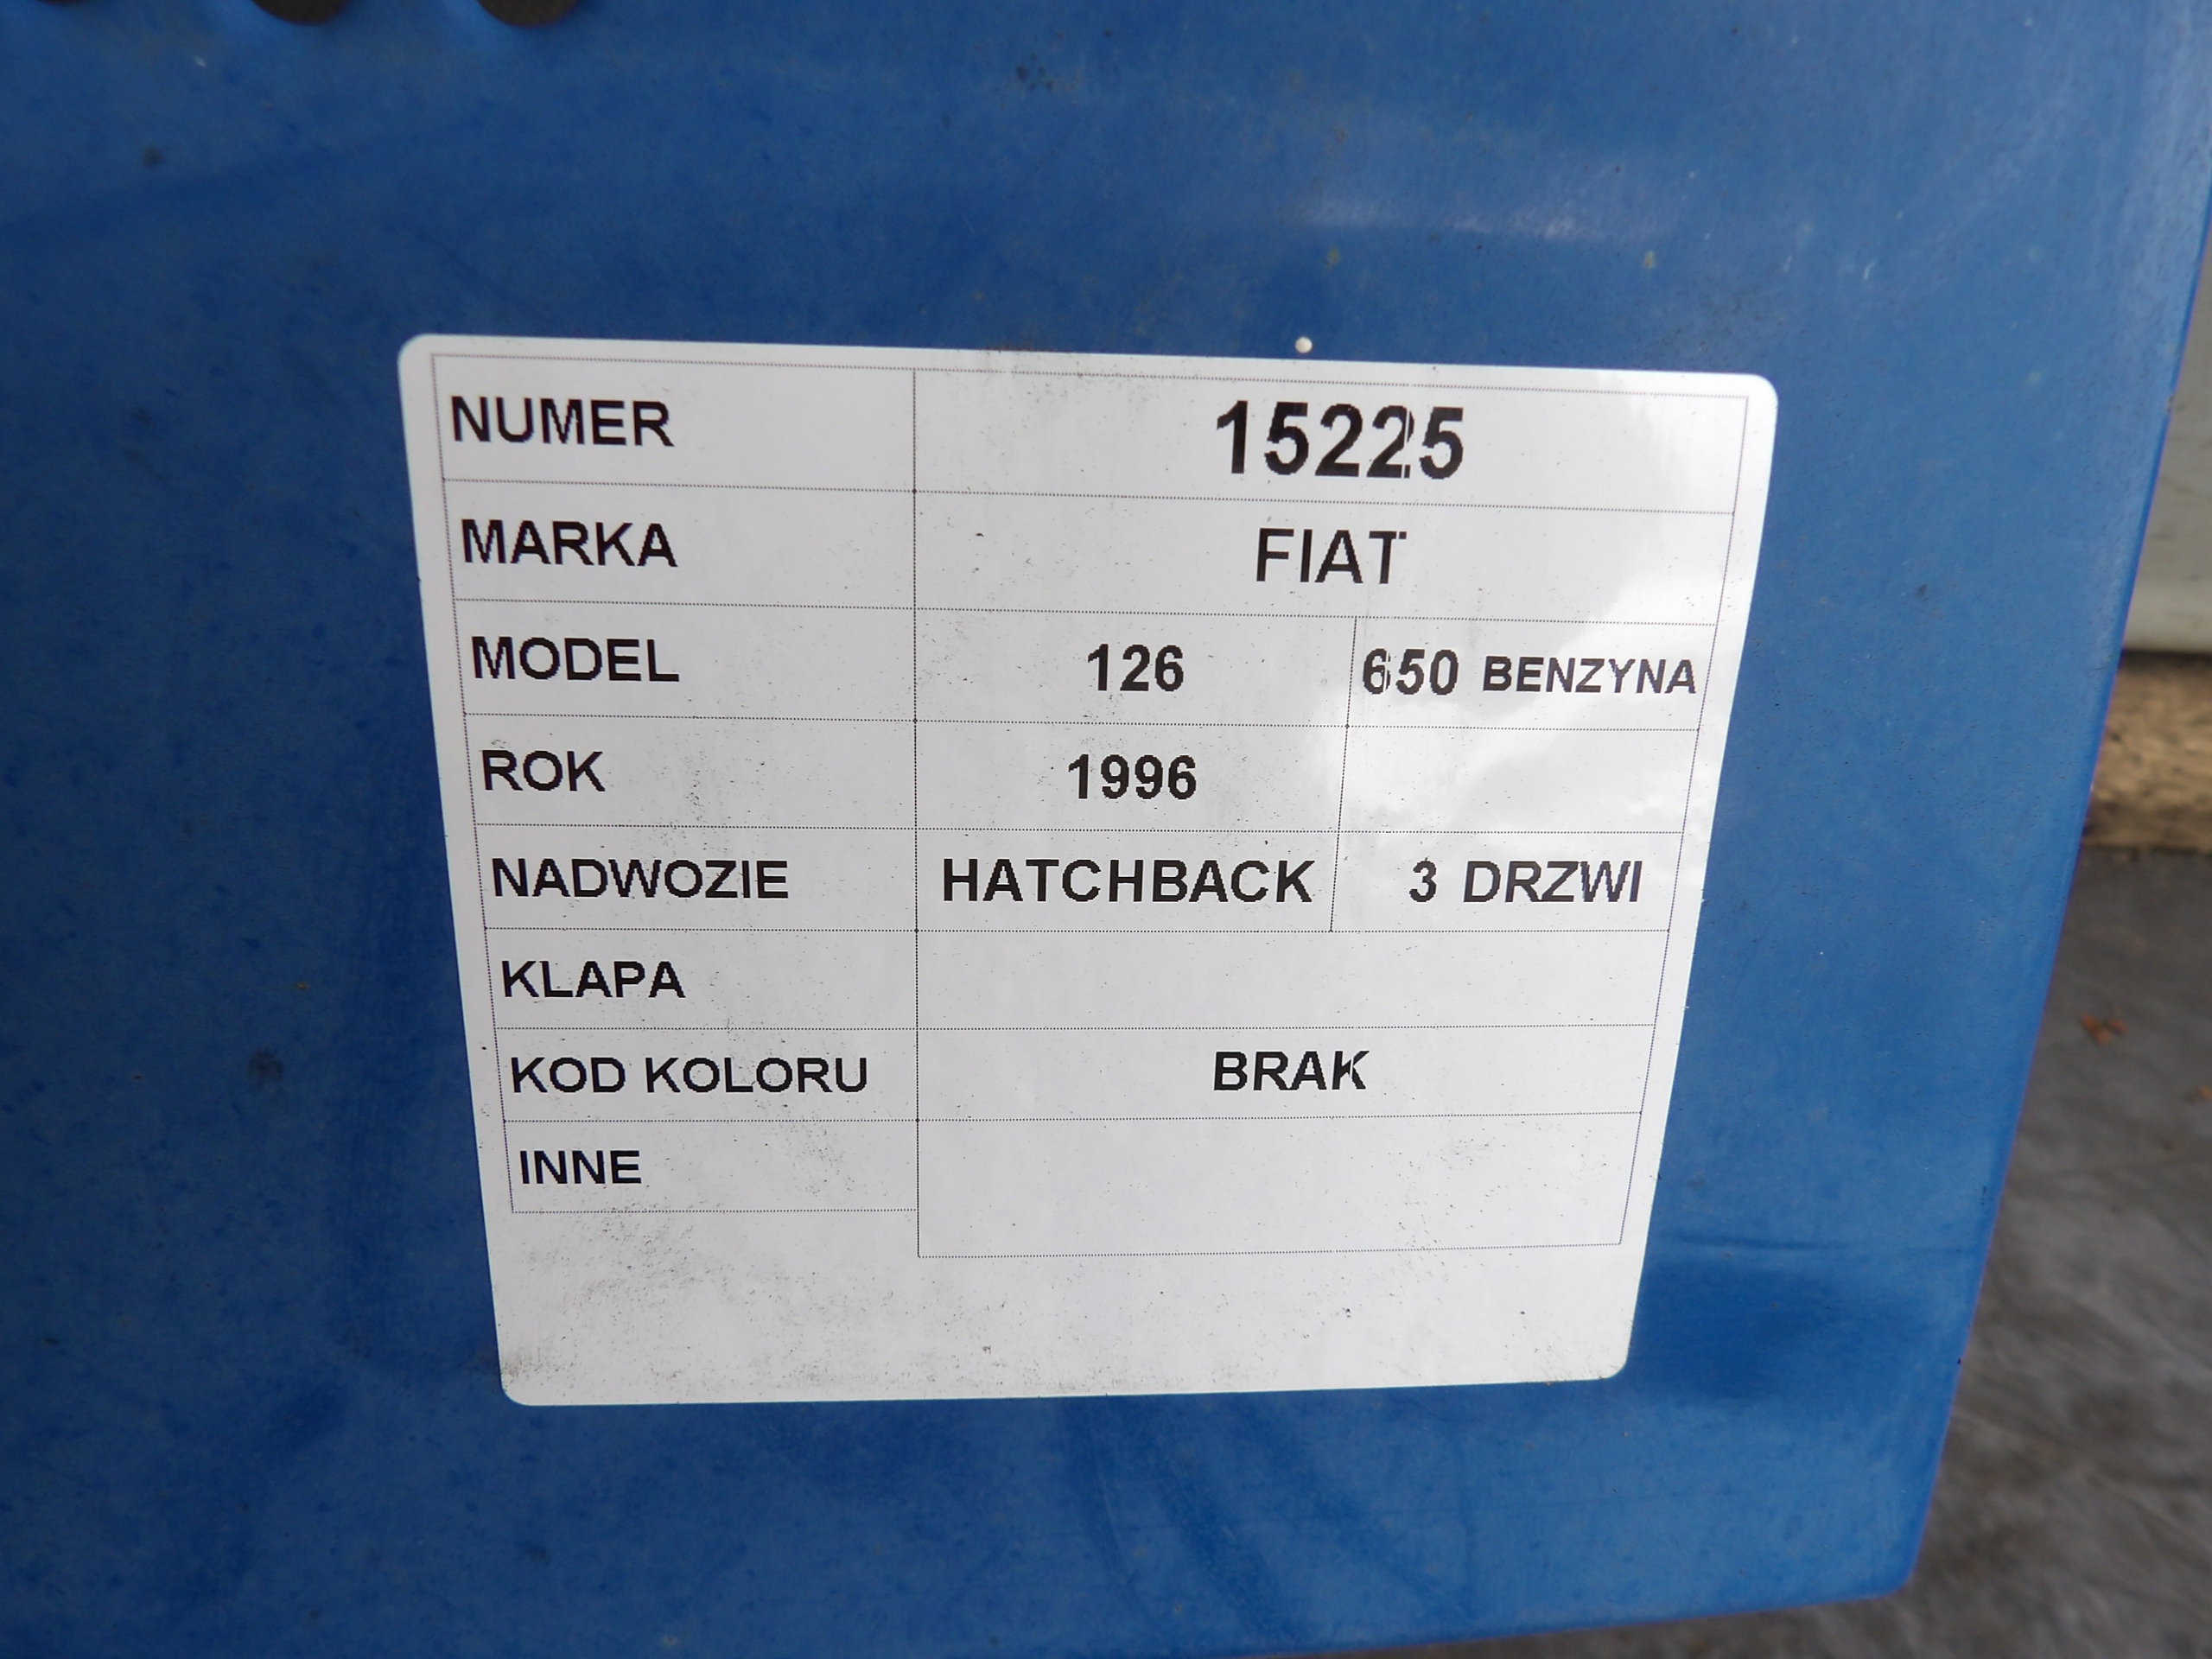 NUMER 15225
MARKA FIAT
MODEL 126 650 BENZYNA
ROK 1996
NADWOZIE HATCHBACK 3 DRZWI
KLAPA
KOD KOLORU BRAK
INNE